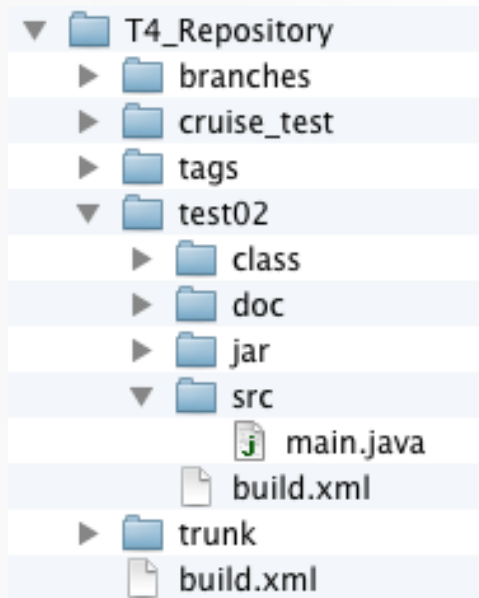 T4_Repository
branches
cruise_test
tags
test02
class
doc
jar
src
main.java
build.xml
trunk
build.xml